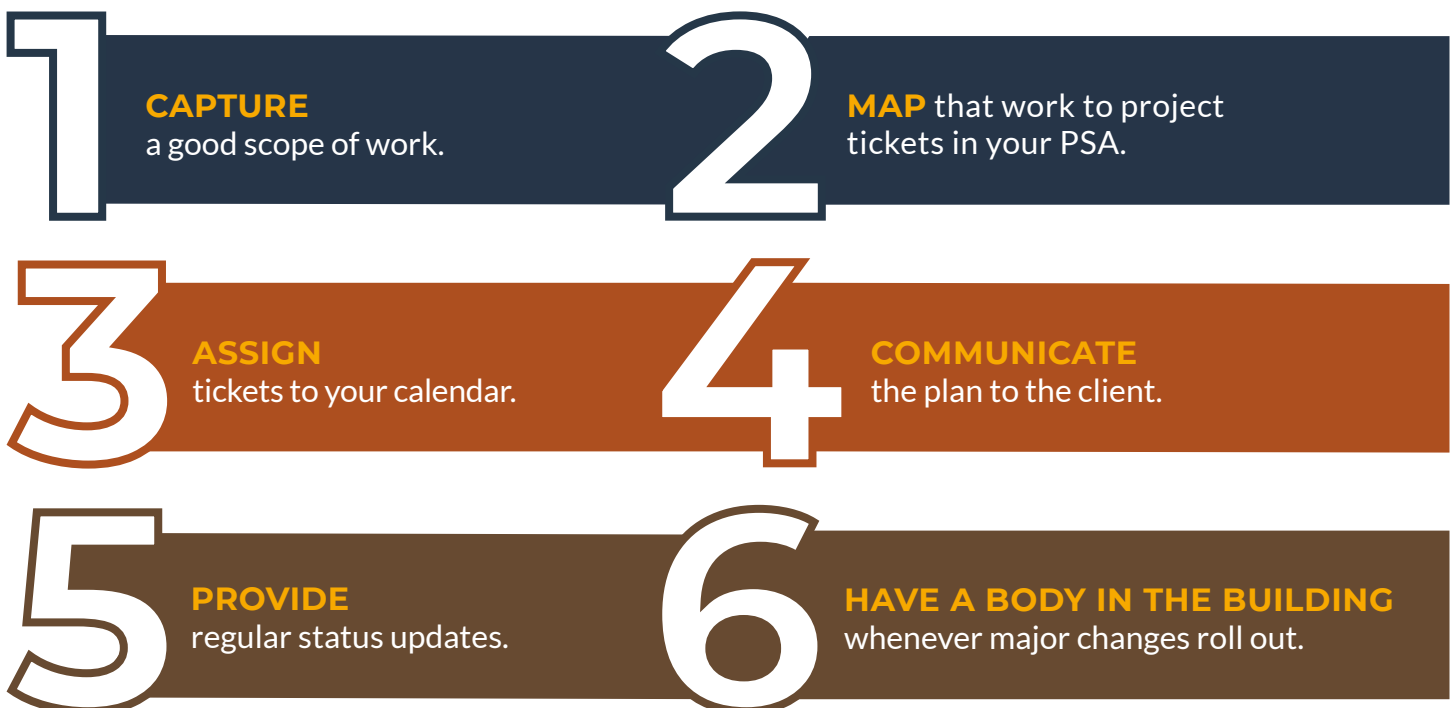 1
CAPTURE
a good scope of work.
2
MAP that work to project
tickets in your PSA.
3
ASSIGN
tickets to your calendar.
4
COMMUNICATE
the plan to the client.
5
PROVIDE
regular status updates.
6
HAVE A BODY IN THE BUILDING
whenever major changes roll out.